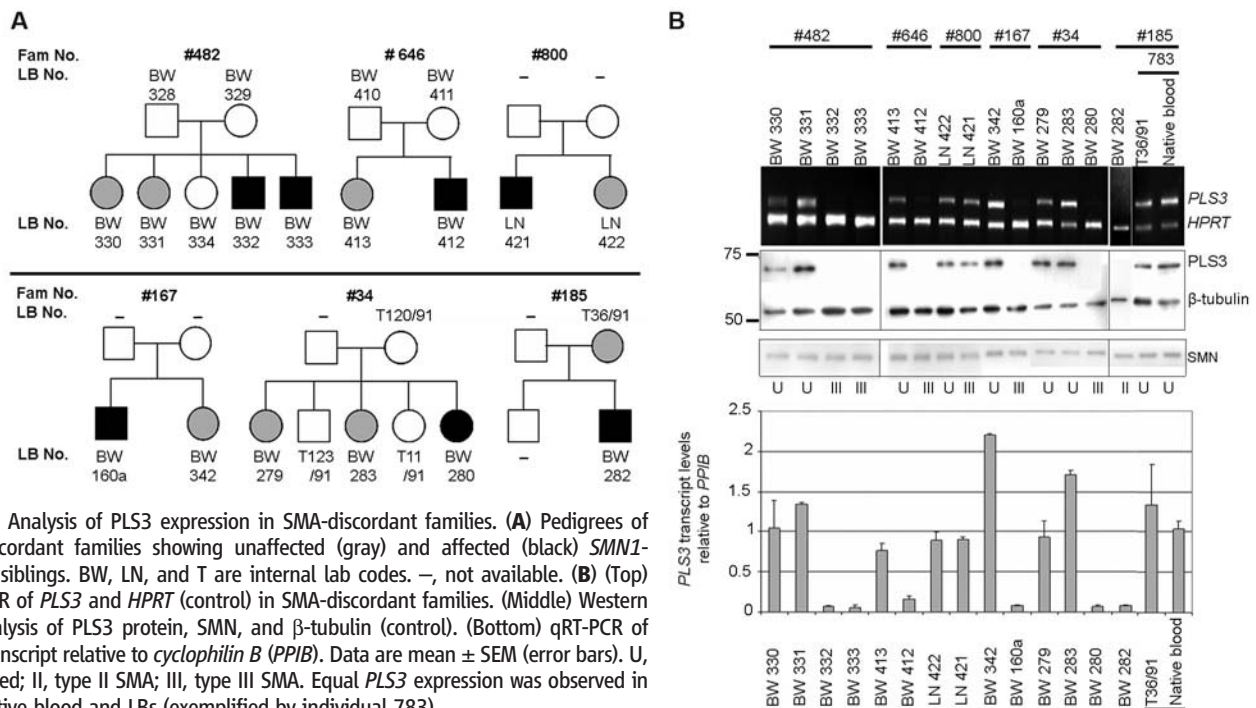 A
Fam No. #482 # 646 #800
LB No. BW 328 BW 329 BW 410 BW 411 – –
LB No. BW 330 BW 331 BW 334 BW 332 BW 333 BW 413 BW 412 LN 421 LN 422
Fam No. #167 #34 #185
LB No. – – – T120/91 – T36/91
LB No. BW 160a BW 342 BW 279 T123 /91 BW 283 T11 /91 BW 280 – BW 282
Analysis of PLS3 expression in SMA-discordant families. (A) Pedigrees of
cordant families showing unaffected (gray) and affected (black) SMN1-
siblings. BW, LN, and T are internal lab codes. –, not available. (B) (Top)
R of PLS3 and HPRT (control) in SMA-discordant families. (Middle) Western
alysis of PLS3 protein, SMN, and β-tubulin (control). (Bottom) qRT-PCR of
nscript relative to cyclophilin B (PPIB). Data are mean ± SEM (error bars). U,
ed; II, type II SMA; III, type III SMA. Equal PLS3 expression was observed in
tive blood and LBs (exemplified by individual 783).
B
#482 #646 #800 #167 #34 #185
783
BW 330 BW 331 BW 332 BW 333 BW 413 BW 412 LN 422 LN 421 BW 342 BW 160a BW 279 BW 283 BW 280 BW 282 T36/91 Native blood
PLS3
HPRT
75
PLS3
β-tubulin
50
SMN
U U III III U III U III U III U U III II U U
PLS3 transcript levels
relative to PPIB
2.5
2
1.5
1
0.5
0
BW 330 BW 331 BW 332 BW 333 BW 413 BW 412 LN 422 LN 421 BW 342 BW 160a BW 279 BW 283 BW 280 BW 282 T36/91 Native blood